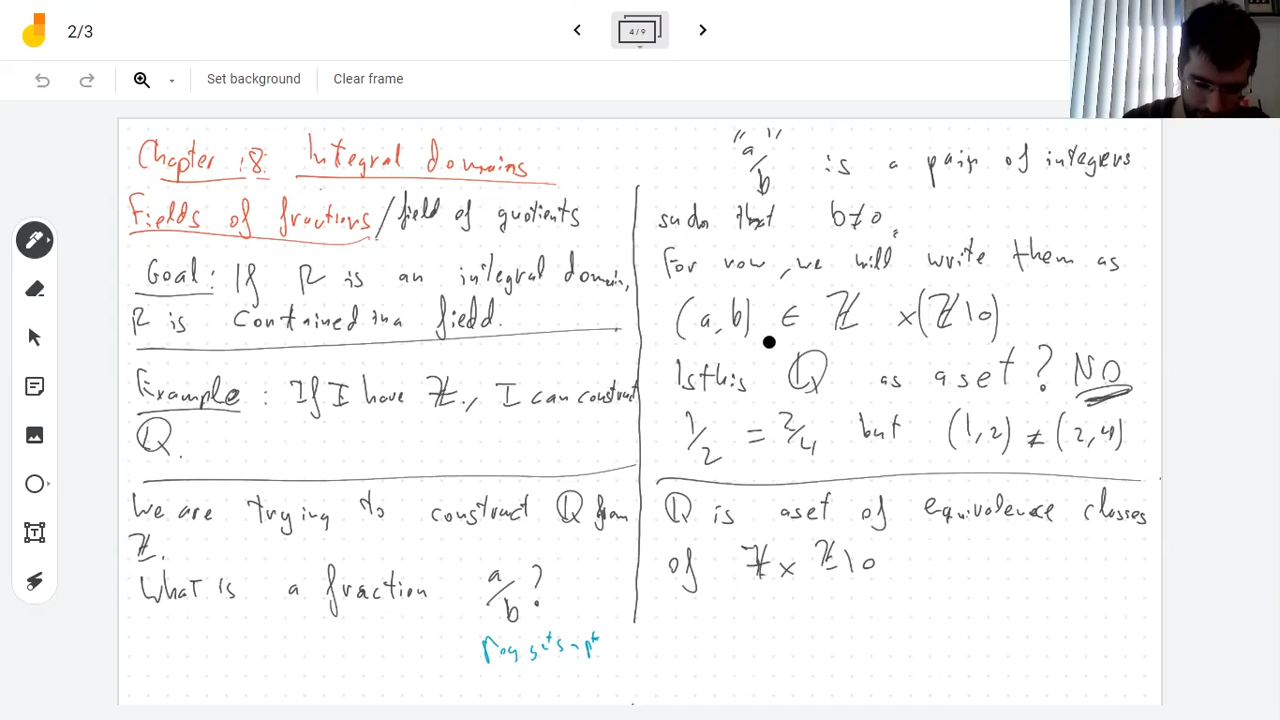 2/3
4/9
Set background
Clear frame
Chapter 18: Integral domains
Fields of fractions/field of quotients
Goal: If R is an integral domain,
R is contained in a field.
Example: If I have ℤ, I can construct
ℚ.
We are trying to construct ℚ from
ℤ.
What is a fraction a/b?
"a/b" is a pair of integers
such that b≠0.
For now, we will write them as
(a,b) ∈ ℤ ×(ℤ\0)
Is this ℚ as a set? NO
1/2 = 2/4 but (1,2) ≠ (2,4)
ℚ is a set of equivalence classes
of ℤ × ℤ\0